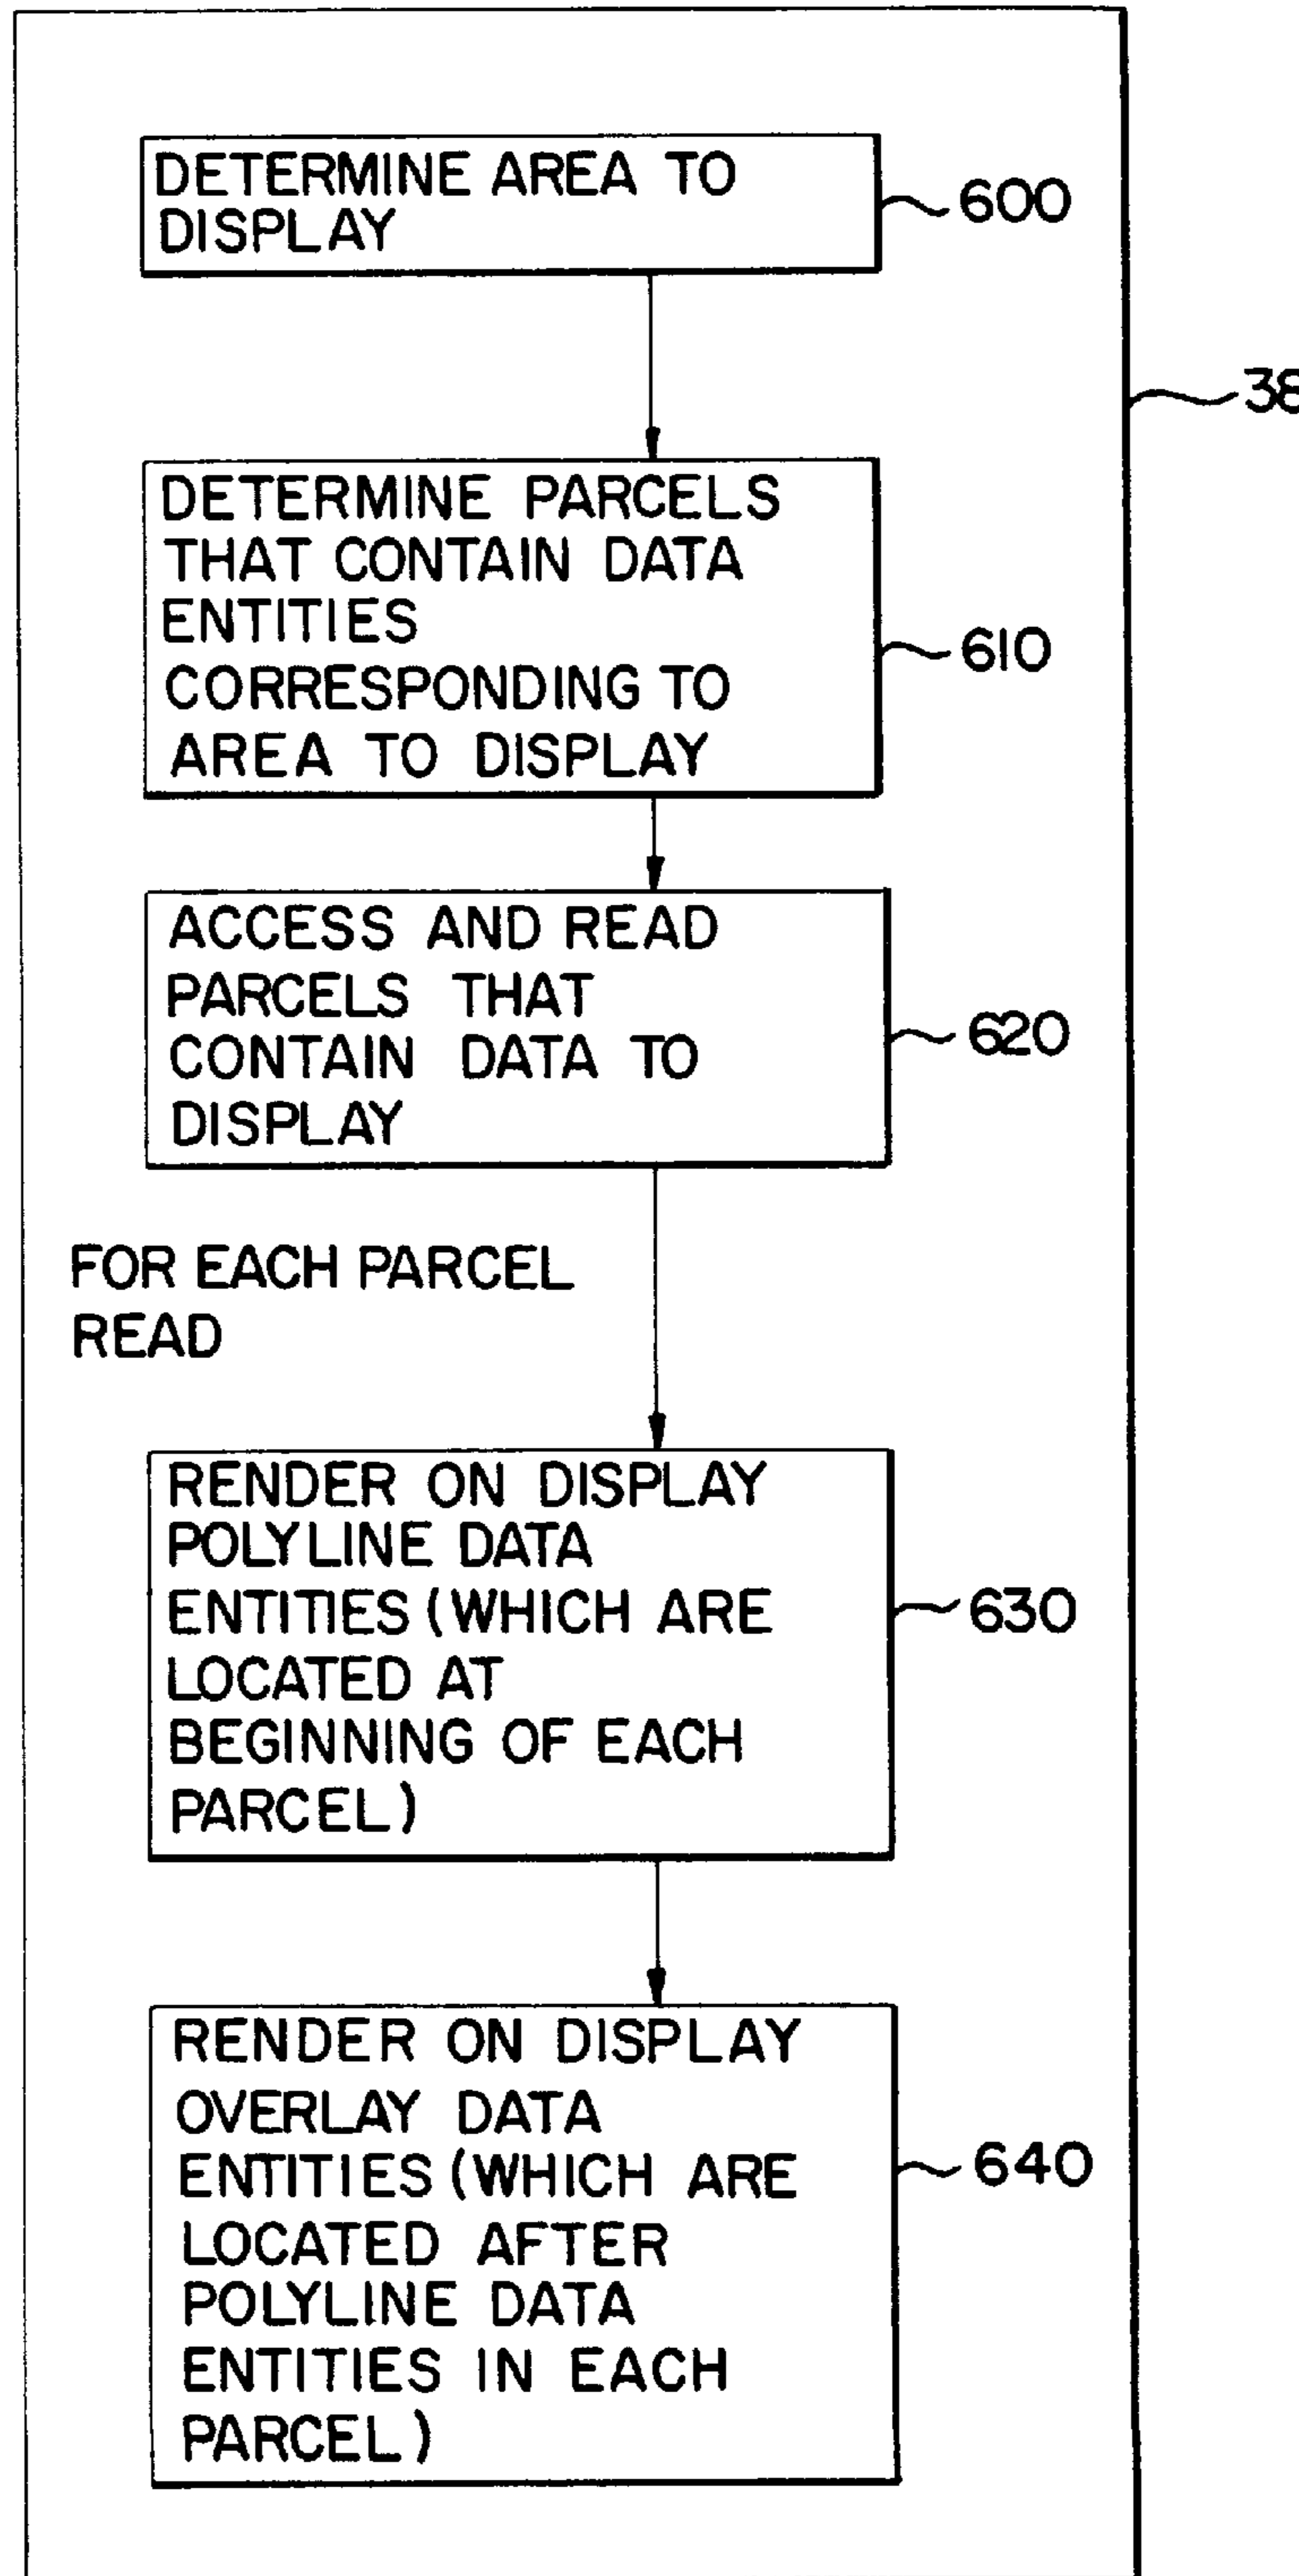 DETERMINE AREA TO
DISPLAY
600
38
DETERMINE PARCELS
THAT CONTAIN DATA
ENTITIES
CORRESPONDING TO
AREA TO DISPLAY
610
ACCESS AND READ
PARCELS THAT
CONTAIN DATA TO
DISPLAY
620
FOR EACH PARCEL
READ
RENDER ON DISPLAY
POLYLINE DATA
ENTITIES (WHICH ARE
LOCATED AT
BEGINNING OF EACH
PARCEL)
630
RENDER ON DISPLAY
OVERLAY DATA
ENTITIES (WHICH ARE
LOCATED AFTER
POLYLINE DATA
ENTITIES IN EACH
PARCEL)
640